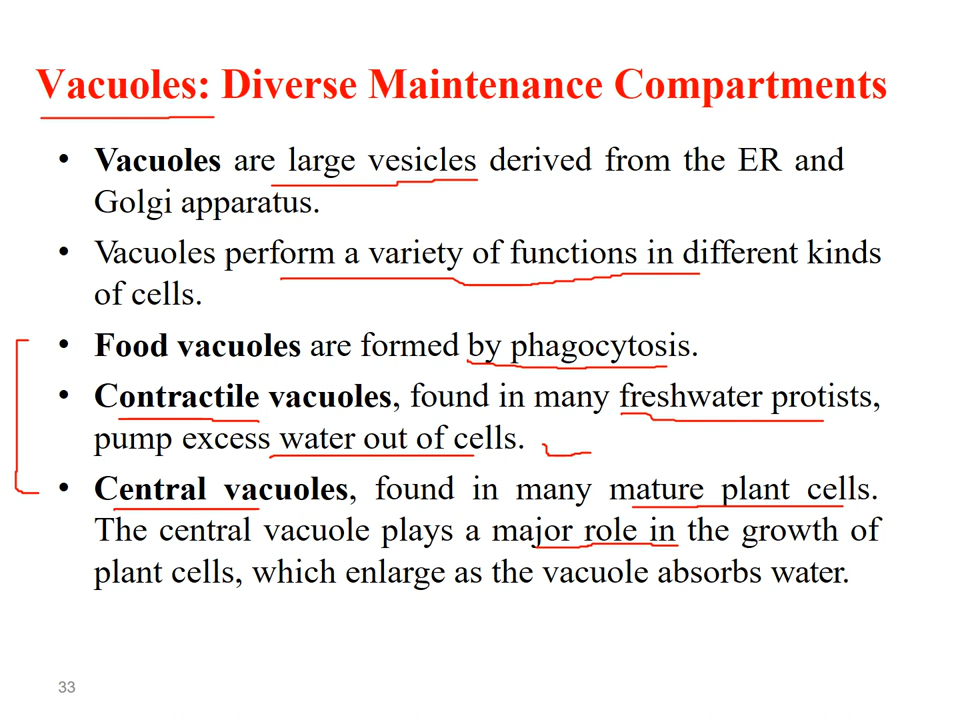 Vacuoles: Diverse Maintenance Compartments
• Vacuoles are large vesicles derived from the ER and
Golgi apparatus.
• Vacuoles perform a variety of functions in different kinds
of cells.
• Food vacuoles are formed by phagocytosis.
• Contractile vacuoles, found in many freshwater protists,
pump excess water out of cells.
• Central vacuoles, found in many mature plant cells.
The central vacuole plays a major role in the growth of
plant cells, which enlarge as the vacuole absorbs water.
33